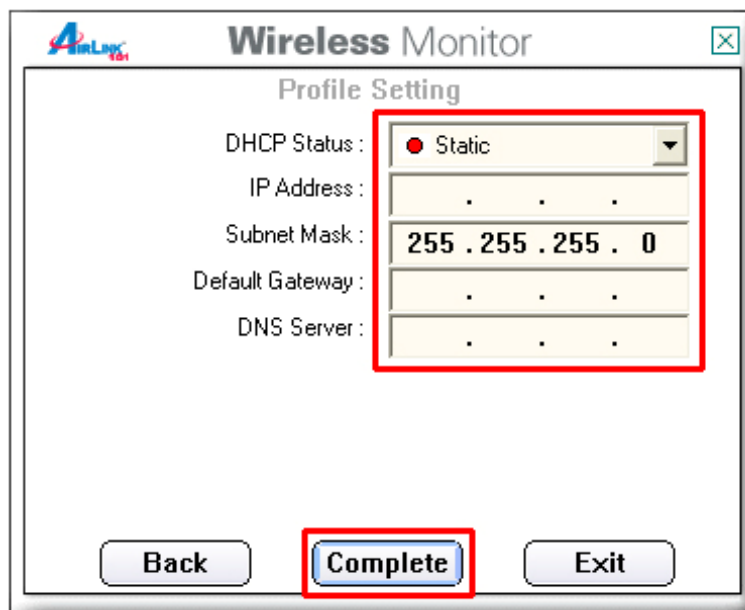 AirLink 101 Wireless Monitor
Profile Setting
DHCP Status : Static
IP Address : . . .
Subnet Mask : 255 . 255 . 255 . 0
Default Gateway : . . .
DNS Server : . . .
Back Complete Exit